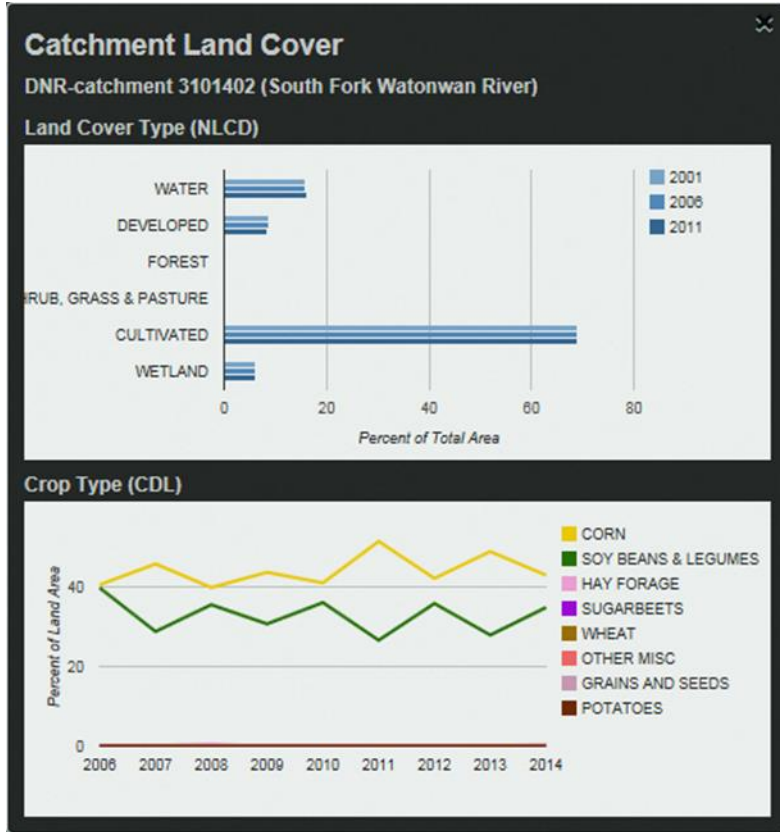 Catchment Land Cover
DNR-catchment 3101402 (South Fork Watonwan River)
Land Cover Type (NLCD)
WATER
DEVELOPED
FOREST
HRUB, GRASS & PASTURE
CULTIVATED
WETLAND
0 20 40 60 80
Percent of Total Area
2001
2006
2011
Crop Type (CDL)
Percent of Land Area
40
20
0
2006 2007 2008 2009 2010 2011 2012 2013 2014
CORN
SOY BEANS & LEGUMES
HAY FORAGE
SUGARBEETS
WHEAT
OTHER MISC
GRAINS AND SEEDS
POTATOES